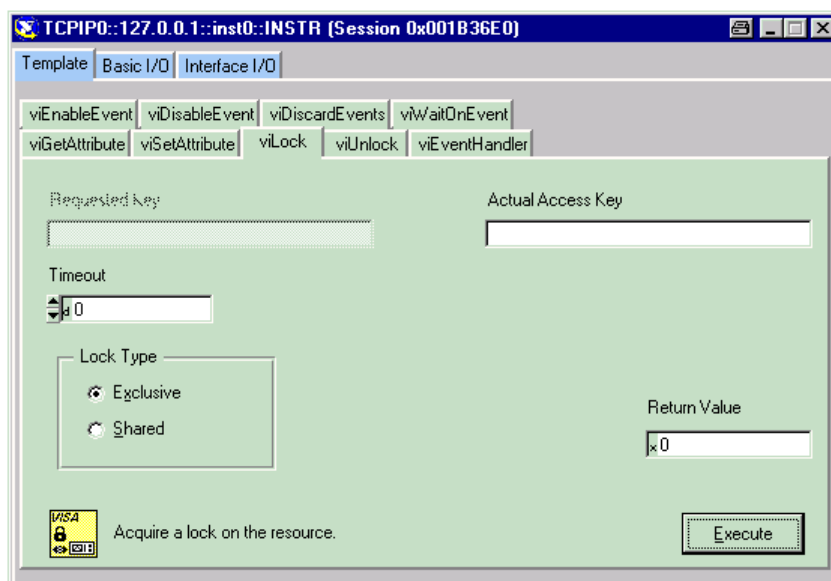 TCPIP0::127.0.0.1::inst0::INSTR (Session 0x001B36E0)
Template Basic I/O Interface I/O
viEnableEvent viDisableEvent viDiscardEvents viWaitOnEvent
viGetAttribute viSetAttribute viLock viUnlock viEventHandler
Requested Key Actual Access Key
Timeout
d 0
Lock Type
Exclusive
Shared
Return Value
x 0
VISA
Acquire a lock on the resource.
Execute